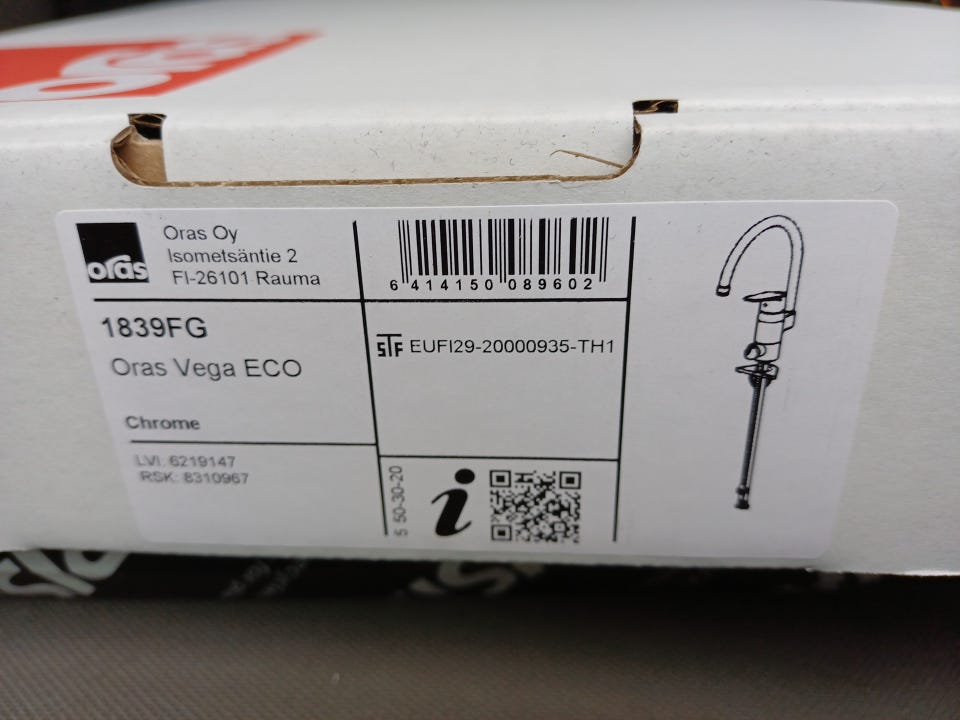 oras
oras
Oras Oy
Isometsäntie 2
FI-26101 Rauma
6 414150 089602
1839FG
Oras Vega ECO
STF EUFI29-20000935-TH1
Chrome
LVI: 6219147
RSK: 8310967
50-30-20
i